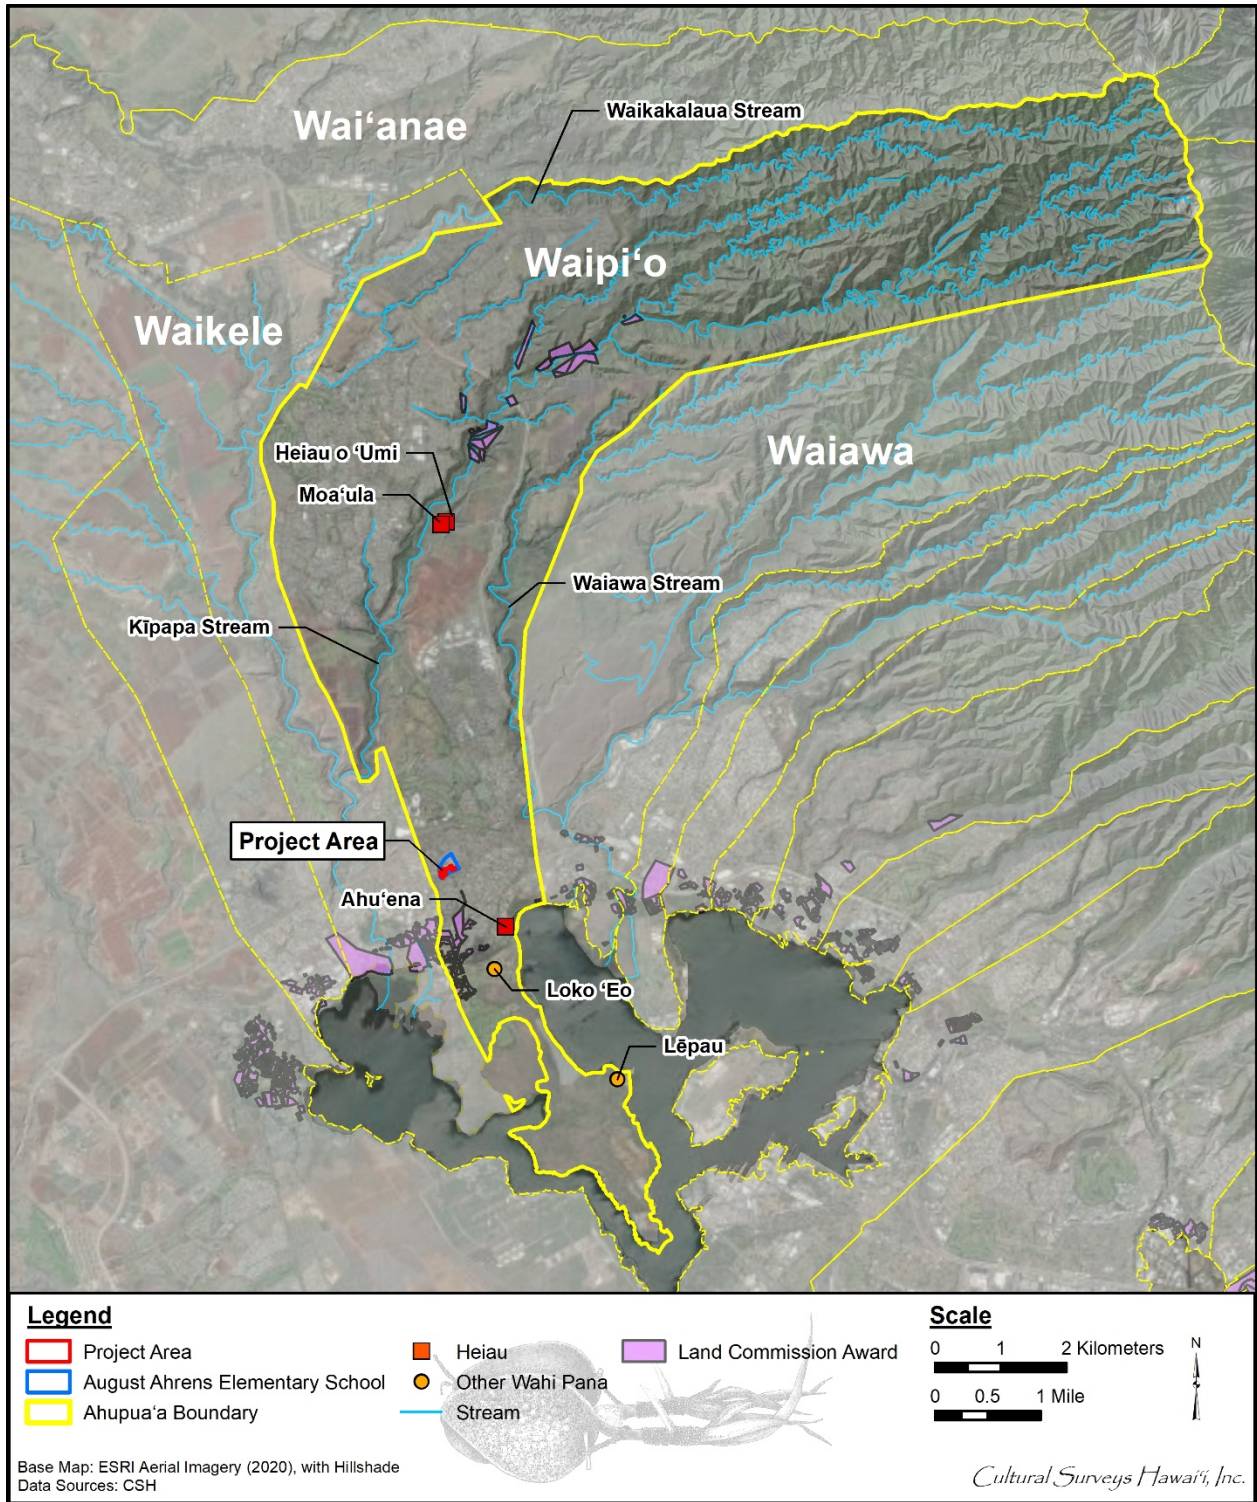 Waikakalaua Stream
Wai‘anae
Waipi‘o
Waikele
Waiawa
Heiau o ‘Umi
Moa‘ula
Waiawa Stream
Kīpapa Stream
Project Area
Ahu‘ena
Loko ‘Eo
Lēpau
Legend
Project Area
August Ahrens Elementary School
Ahupua‘a Boundary
Heiau
Other Wahi Pana
Stream
Land Commission Award
Scale
0 1 2 Kilometers
0 0.5 1 Mile
N
Base Map: ESRI Aerial Imagery (2020), with Hillshade
Data Sources: CSH
Cultural Surveys Hawai‘i, Inc.